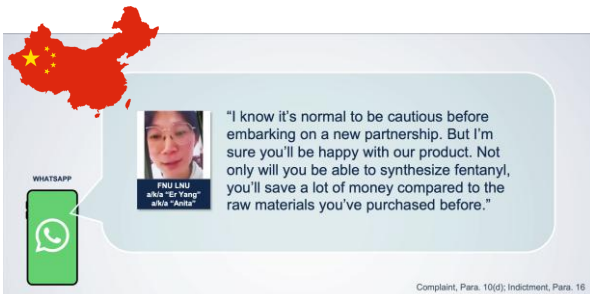 “I know it’s normal to be cautious before
embarking on a new partnership. But I’m
sure you’ll be happy with our product. Not
only will you be able to synthesize fentanyl,
you’ll save a lot of money compared to the
raw materials you’ve purchased before.”
WHATSAPP
FNU LNU
a/k/a “Er Yang”
a/k/a “Anita”
Complaint, Para. 10(d); Indictment, Para. 16